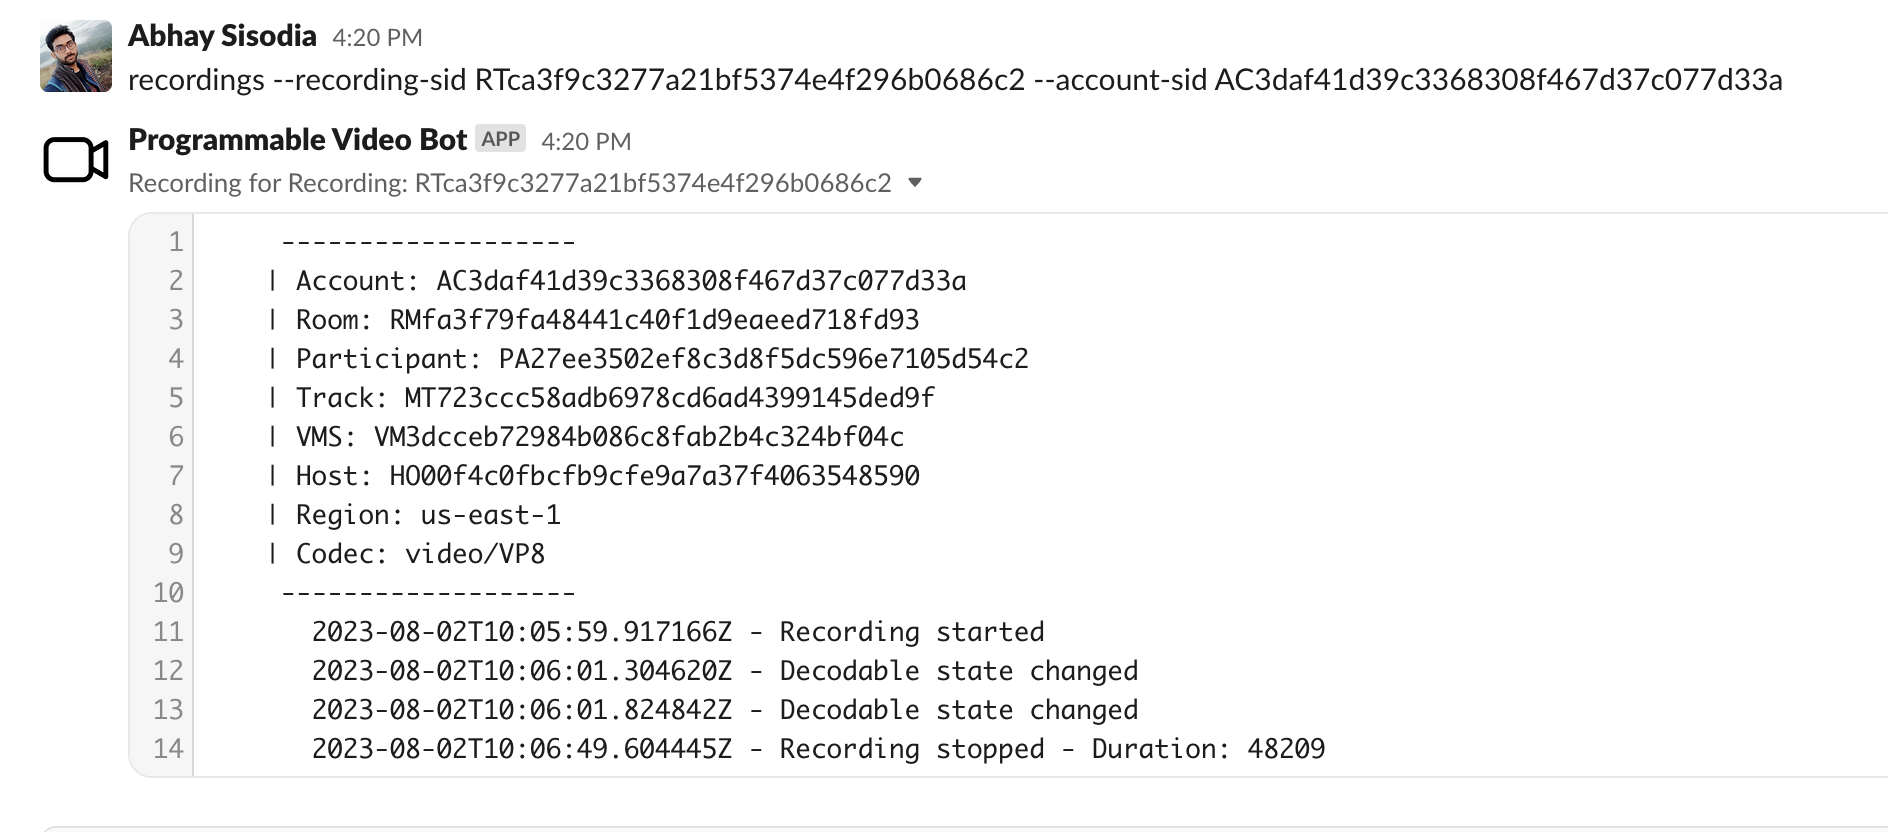 Abhay Sisodia 4:20 PM
recordings --recording-sid RTca3f9c3277a21bf5374e4f296b0686c2 --account-sid AC3daf41d39c3368308f467d37c077d33a
Programmable Video Bot APP 4:20 PM
Recording for Recording: RTca3f9c3277a21bf5374e4f296b0686c2
1 -------------------
2 | Account: AC3daf41d39c3368308f467d37c077d33a
3 | Room: RMfa3f79fa48441c40f1d9eaeed718fd93
4 | Participant: PA27ee3502ef8c3d8f5dc596e7105d54c2
5 | Track: MT723ccc58adb6978cd6ad4399145ded9f
6 | VMS: VM3dcceb72984b086c8fab2b4c324bf04c
7 | Host: HO00f4c0fbcfb9cfe9a7a37f4063548590
8 | Region: us-east-1
9 | Codec: video/VP8
10 -------------------
11 2023-08-02T10:05:59.917166Z - Recording started
12 2023-08-02T10:06:01.304620Z - Decodable state changed
13 2023-08-02T10:06:01.824842Z - Decodable state changed
14 2023-08-02T10:06:49.604445Z - Recording stopped - Duration: 48209